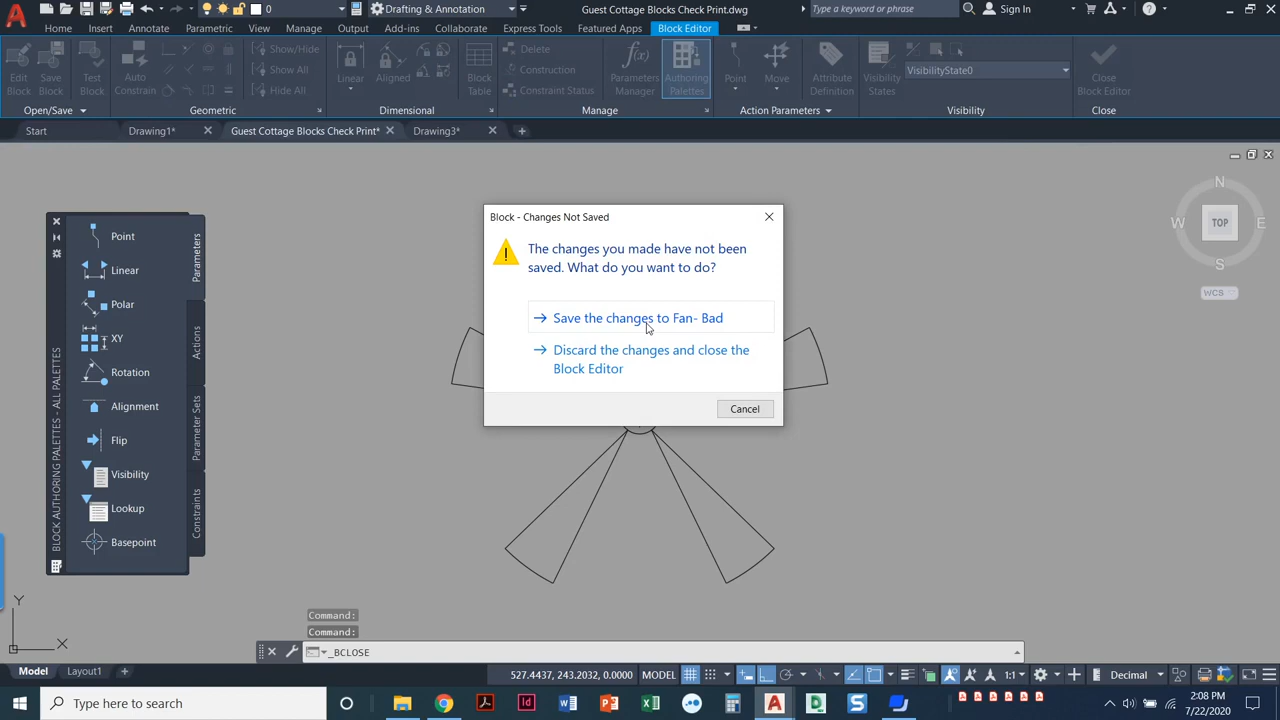 0
Drafting & Annotation
Guest Cottage Blocks Check Print.dwg
Type a keyword or phrase
Sign In
Home
Insert
Annotate
Parametric
View
Manage
Output
Add-ins
Collaborate
Express Tools
Featured Apps
Block Editor
Edit Block
Save Block
Test Block
Auto Constrain
Show/Hide
Show All
Hide All
Linear
Aligned
Block Table
Delete
Construction
Constraint Status
Parameters Manager
Authoring Palettes
Point
Move
Attribute Definition
Visibility States
VisibilityState0
Close Block Editor
Open/Save
Geometric
Dimensional
Manage
Action Parameters
Visibility
Close
Start
Drawing1*
Guest Cottage Blocks Check Print*
Drawing3*
N
W
TOP
E
S
WCS
BLOCK AUTHORING PALETTES - ALL PALETTES
Point
Linear
Polar
XY
Rotation
Alignment
Flip
Visibility
Lookup
Basepoint
Parameters
Actions
Parameter Sets
Constraints
Block - Changes Not Saved
The changes you made have not been
saved. What do you want to do?
Save the changes to Fan- Bad
Discard the changes and close the
Block Editor
Cancel
Y
X
Command:
Command:
_BCLOSE
Model
Layout1
527.4437, 243.2032, 0.0000
MODEL
1:1
Decimal
Type here to search
2:08 PM
7/22/2020